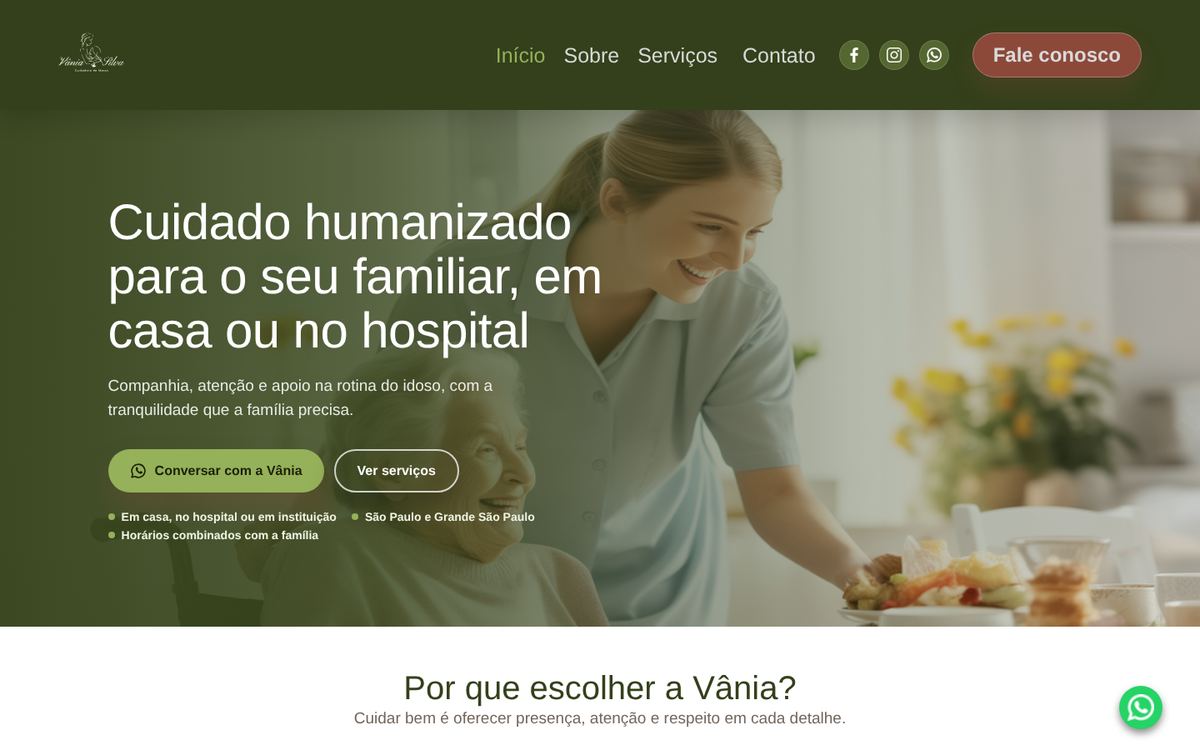 Vânia Silva
Cuidadora de Idosos
Início
Sobre
Serviços
Contato
Fale conosco
Cuidado humanizado
para o seu familiar, em
casa ou no hospital
Companhia, atenção e apoio na rotina do idoso, com a
tranquilidade que a família precisa.
Conversar com a Vânia
Ver serviços
Em casa, no hospital ou em instituição
São Paulo e Grande São Paulo
Horários combinados com a família
Por que escolher a Vânia?
Cuidar bem é oferecer presença, atenção e respeito em cada detalhe.